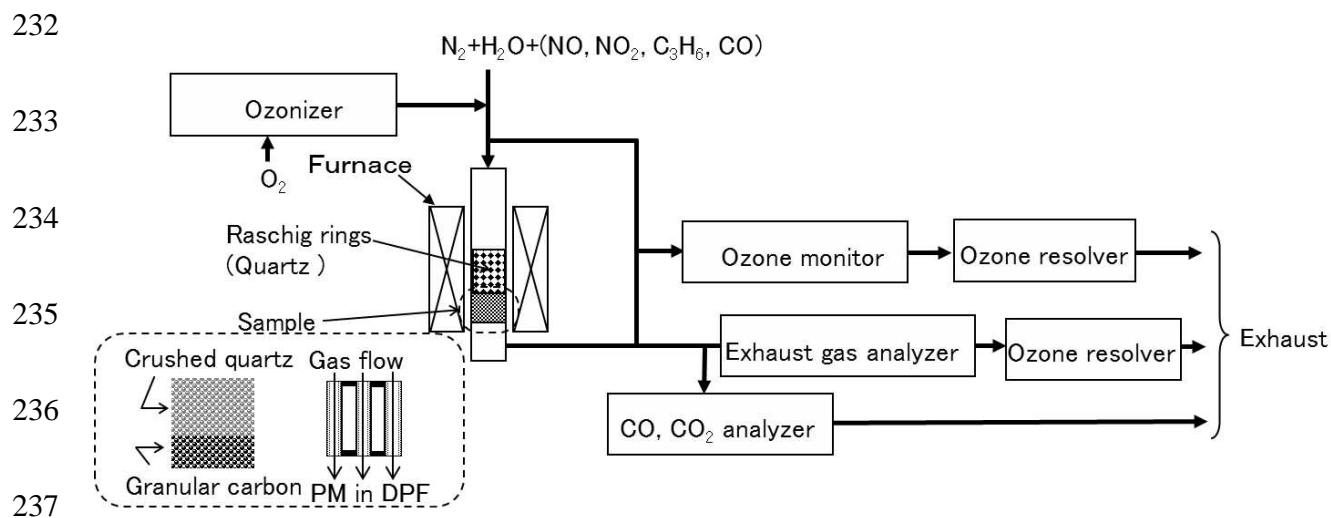 232
N₂+H₂O+(NO, NO₂, C₃H₆, CO)
Ozonizer
233
O₂
Furnace
234
Raschig rings
(Quartz )
Ozone monitor
Ozone resolver
235
Sample
Exhaust
Crushed quartz
Gas flow
Exhaust gas analyzer
Ozone resolver
236
CO, CO₂ analyzer
Granular carbon
PM in DPF
237